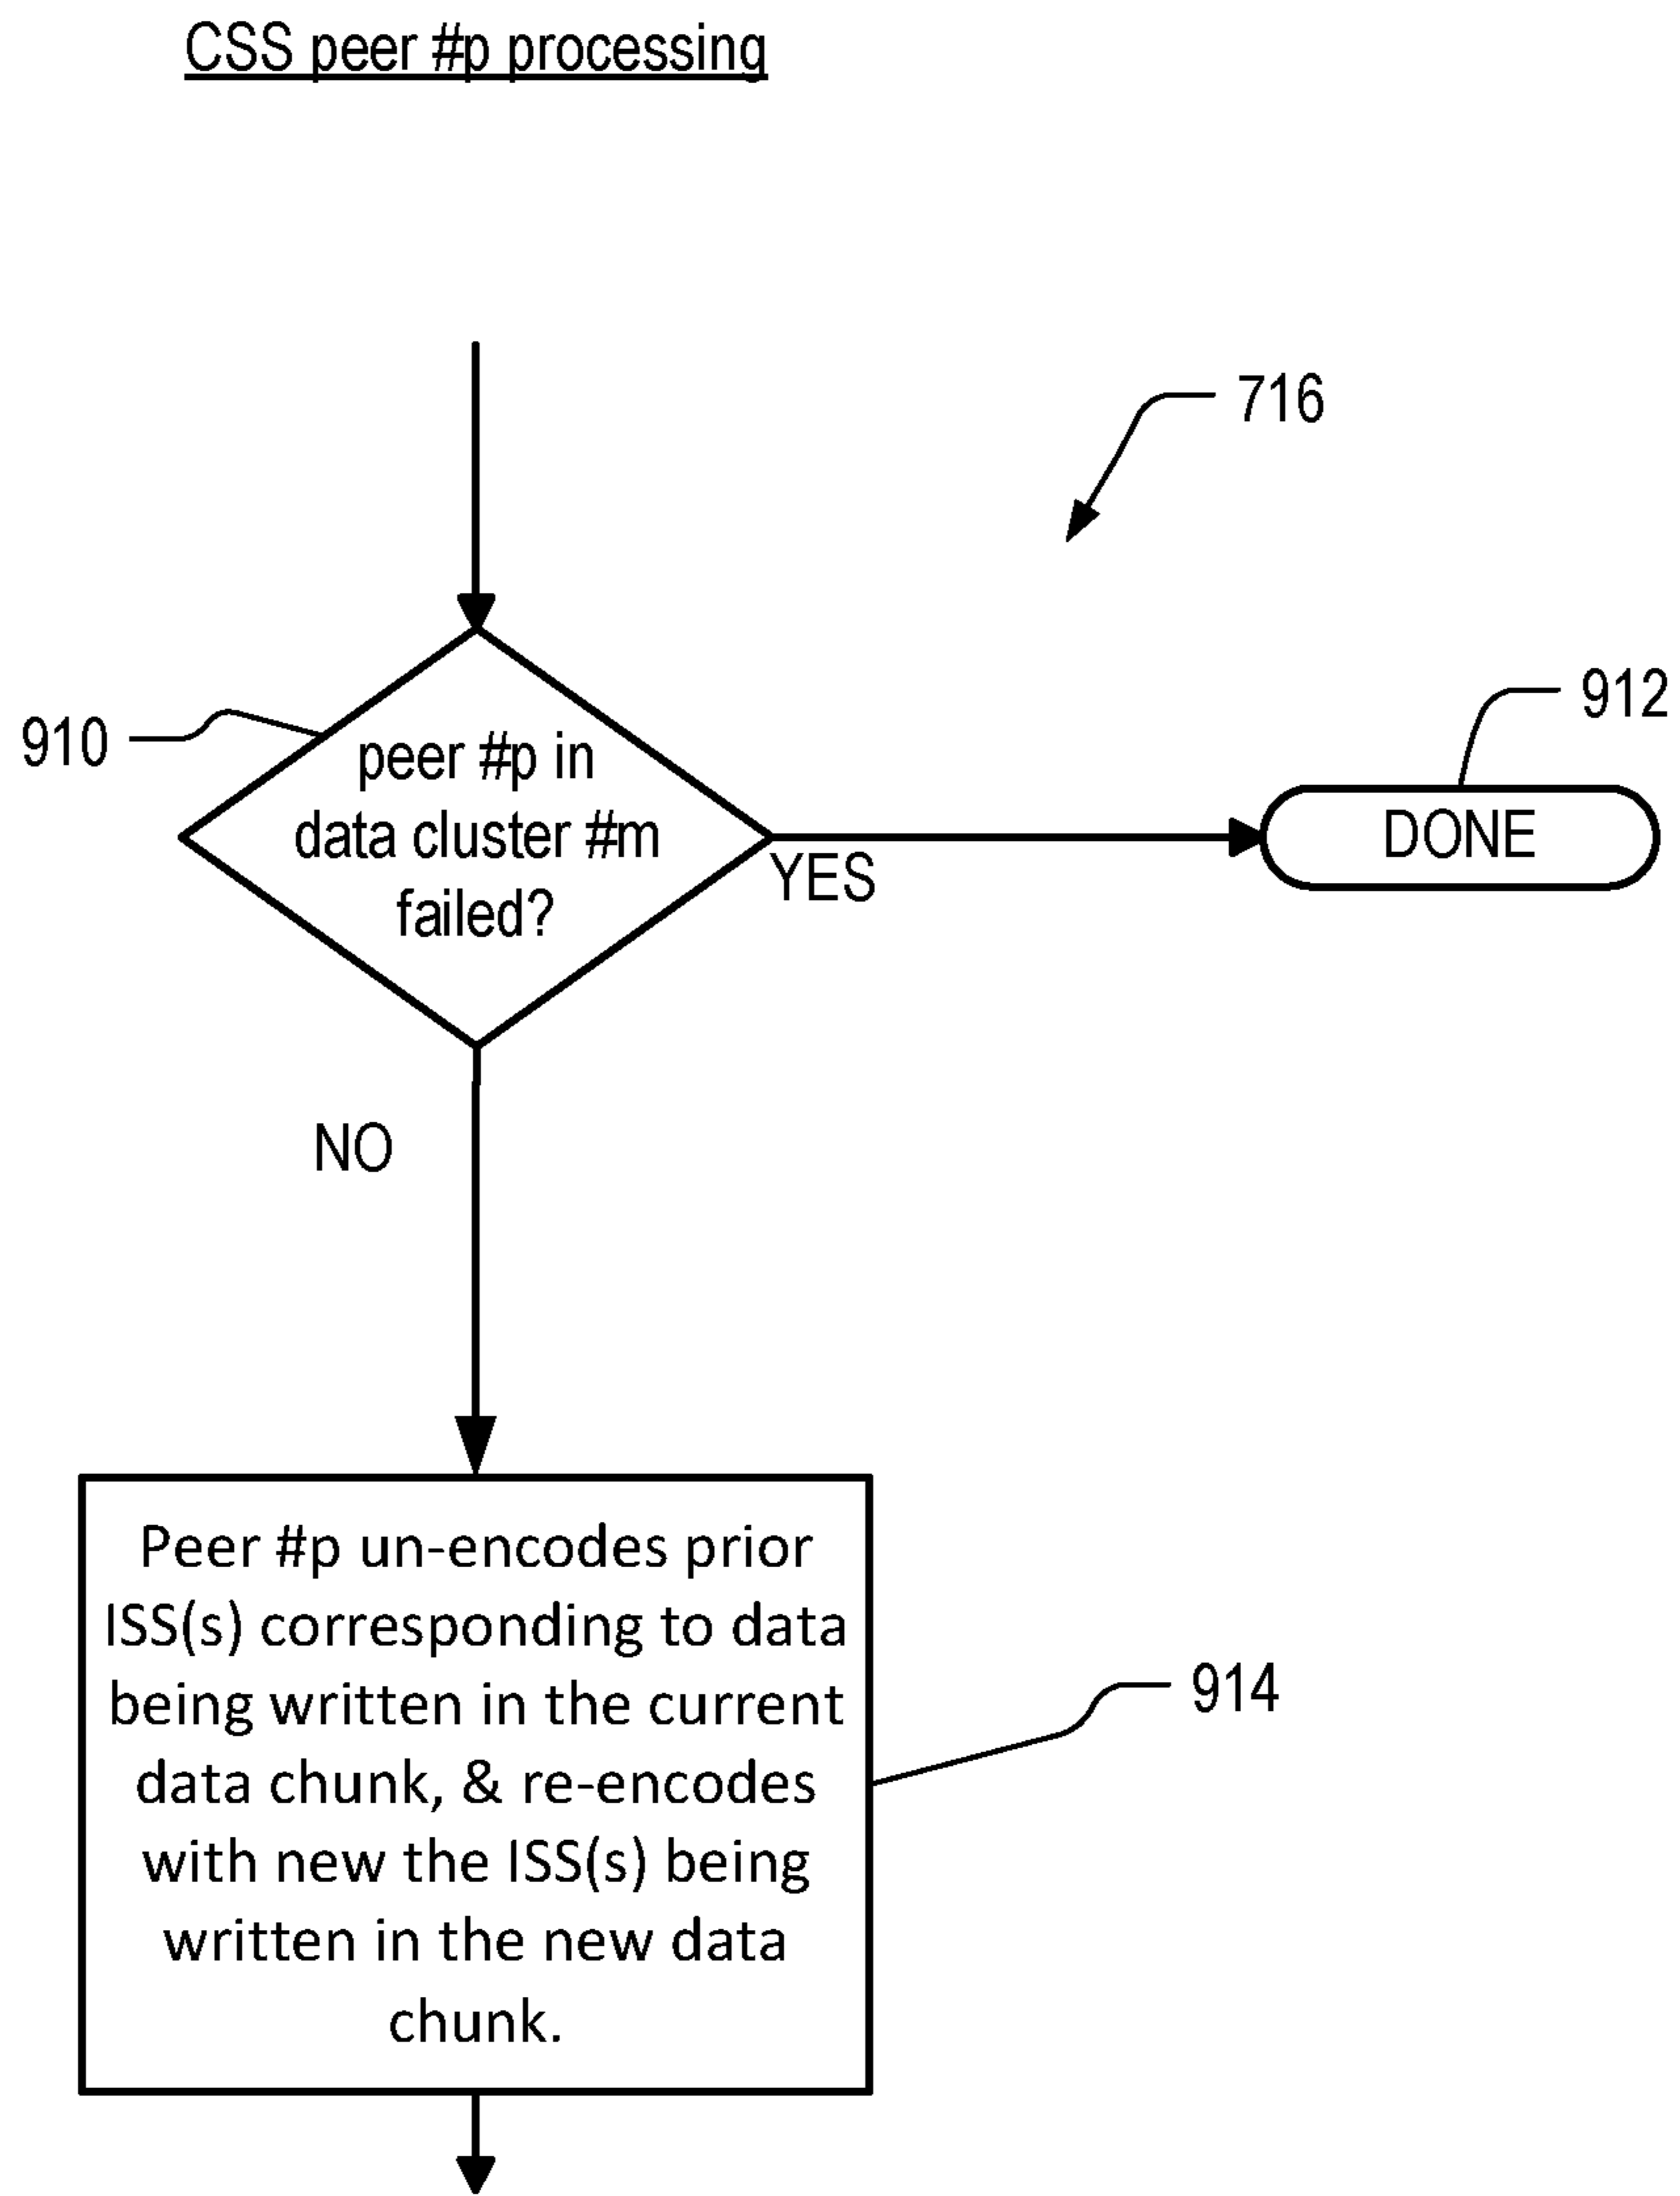 CSS peer #p processing
716
910
peer #p in
data cluster #m
failed?
YES
912
DONE
NO
Peer #p un-encodes prior
ISS(s) corresponding to data
being written in the current
data chunk, & re-encodes
with new the ISS(s) being
written in the new data
chunk.
914